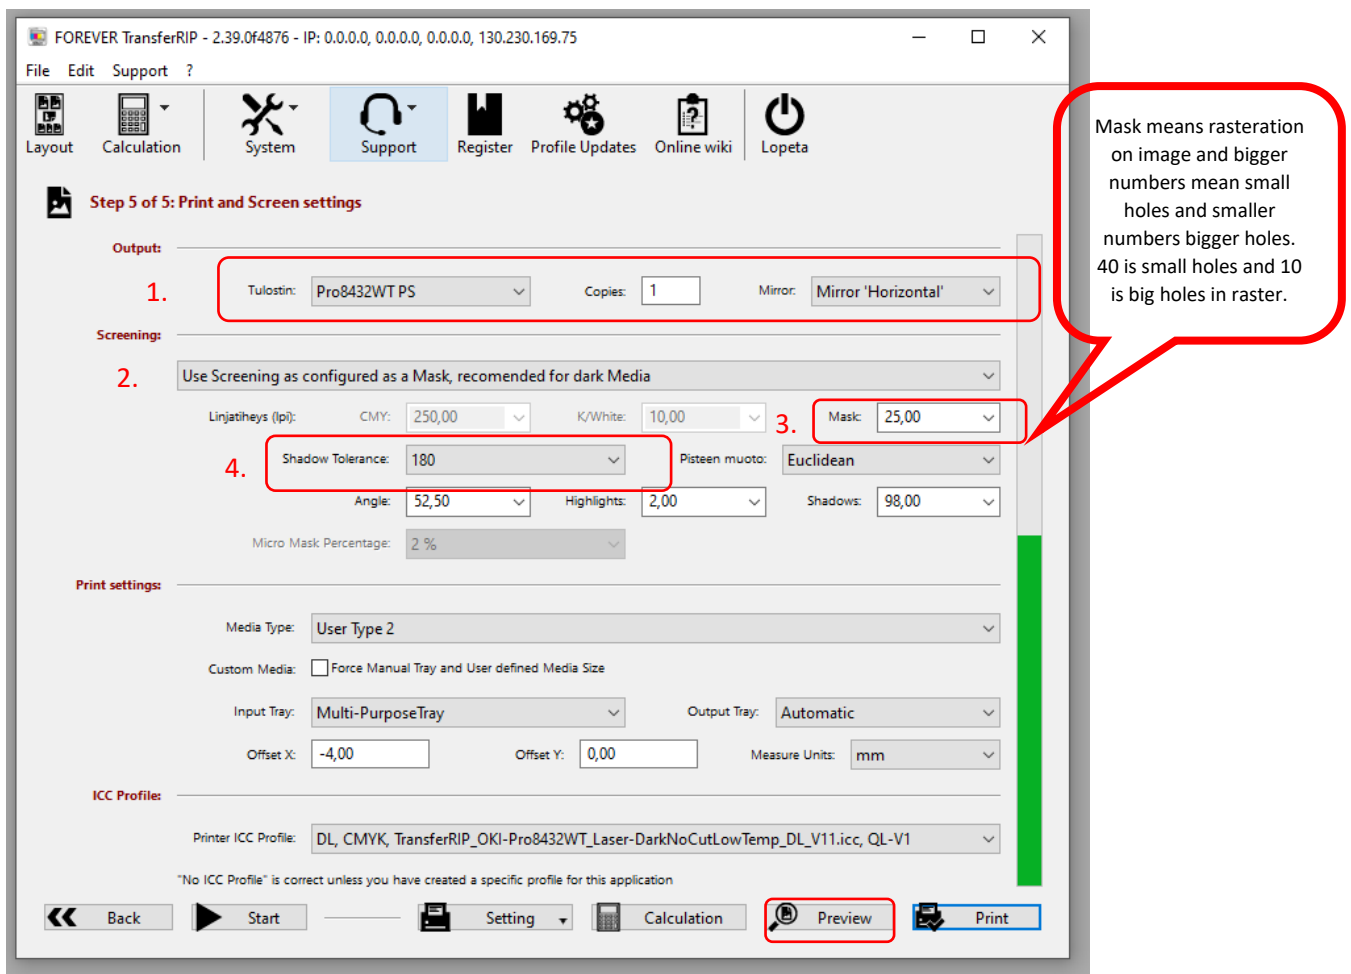 FOREVER TransferRIP - 2.39.0f4876 - IP: 0.0.0.0, 0.0.0.0, 0.0.0.0, 130.230.169.75
File Edit Support ?
Layout Calculation System Support Register Profile Updates Online wiki Lopeta
Step 5 of 5: Print and Screen settings
Output:
1. Tulostin: Pro8432WT PS Copies: 1 Mirror: Mirror 'Horizontal'
Screening:
2. Use Screening as configured as a Mask, recomended for dark Media
Linjatiheys (lpi): CMY: 250,00 K/White: 10,00 3. Mask: 25,00
4. Shadow Tolerance: 180 Pisteen muoto: Euclidean
Angle: 52,50 Highlights: 2,00 Shadows: 98,00
Micro Mask Percentage: 2 %
Print settings:
Media Type: User Type 2
Custom Media: Force Manual Tray and User defined Media Size
Input Tray: Multi-PurposeTray Output Tray: Automatic
Offset X: -4,00 Offset Y: 0,00 Measure Units: mm
ICC Profile:
Printer ICC Profile: DL, CMYK, TransferRIP_OKI-Pro8432WT_Laser-DarkNoCutLowTemp_DL_V11.icc, QL-V1
"No ICC Profile" is correct unless you have created a specific profile for this application
Back Start Setting Calculation Preview Print
Mask means rasteration
on image and bigger
numbers mean small
holes and smaller
numbers bigger holes.
40 is small holes and 10
is big holes in raster.